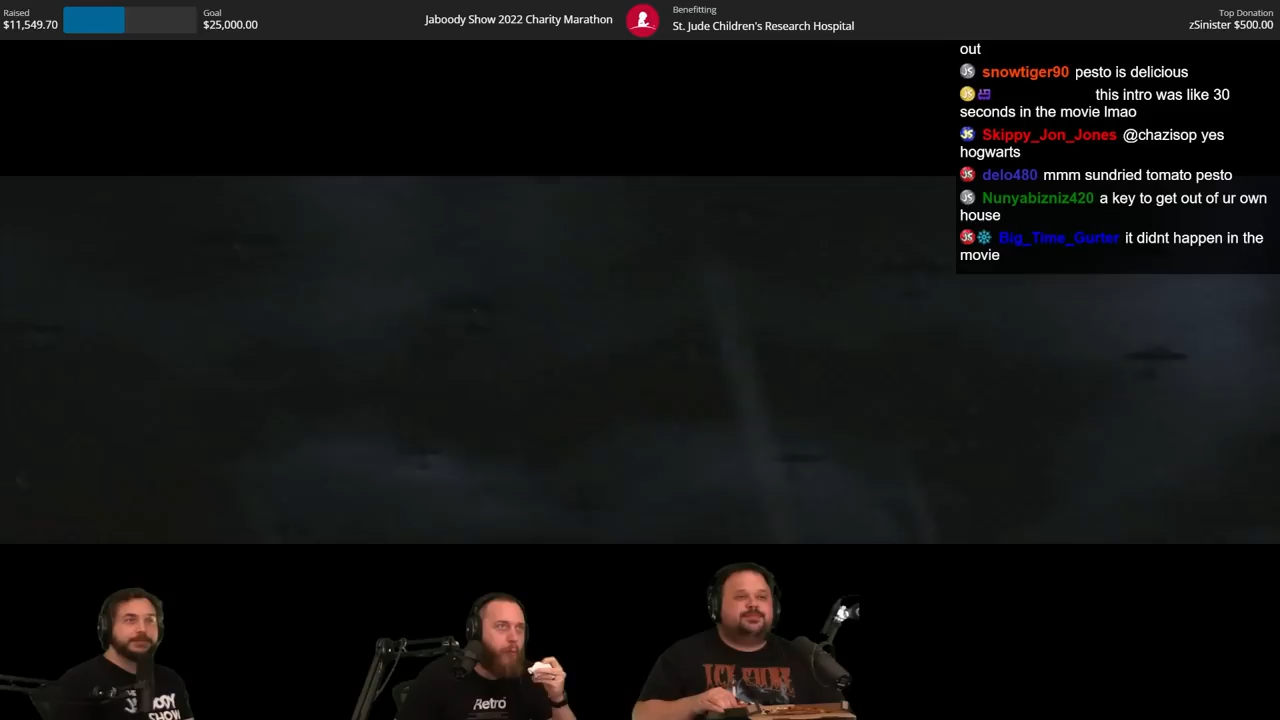 Raised
$11,549.70
Goal
$25,000.00
Jaboody Show 2022 Charity Marathon
Benefitting
St. Jude Children's Research Hospital
Top Donation
zSinister $500.00
out
snowtiger90 pesto is delicious
this intro was like 30
seconds in the movie lmao
Skippy_Jon_Jones @chazisop yes
hogwarts
delo480 mmm sundried tomato pesto
Nunyabizniz420 a key to get out of ur own
house
Big_Time_Gurter it didnt happen in the
movie
SHOW
Retro